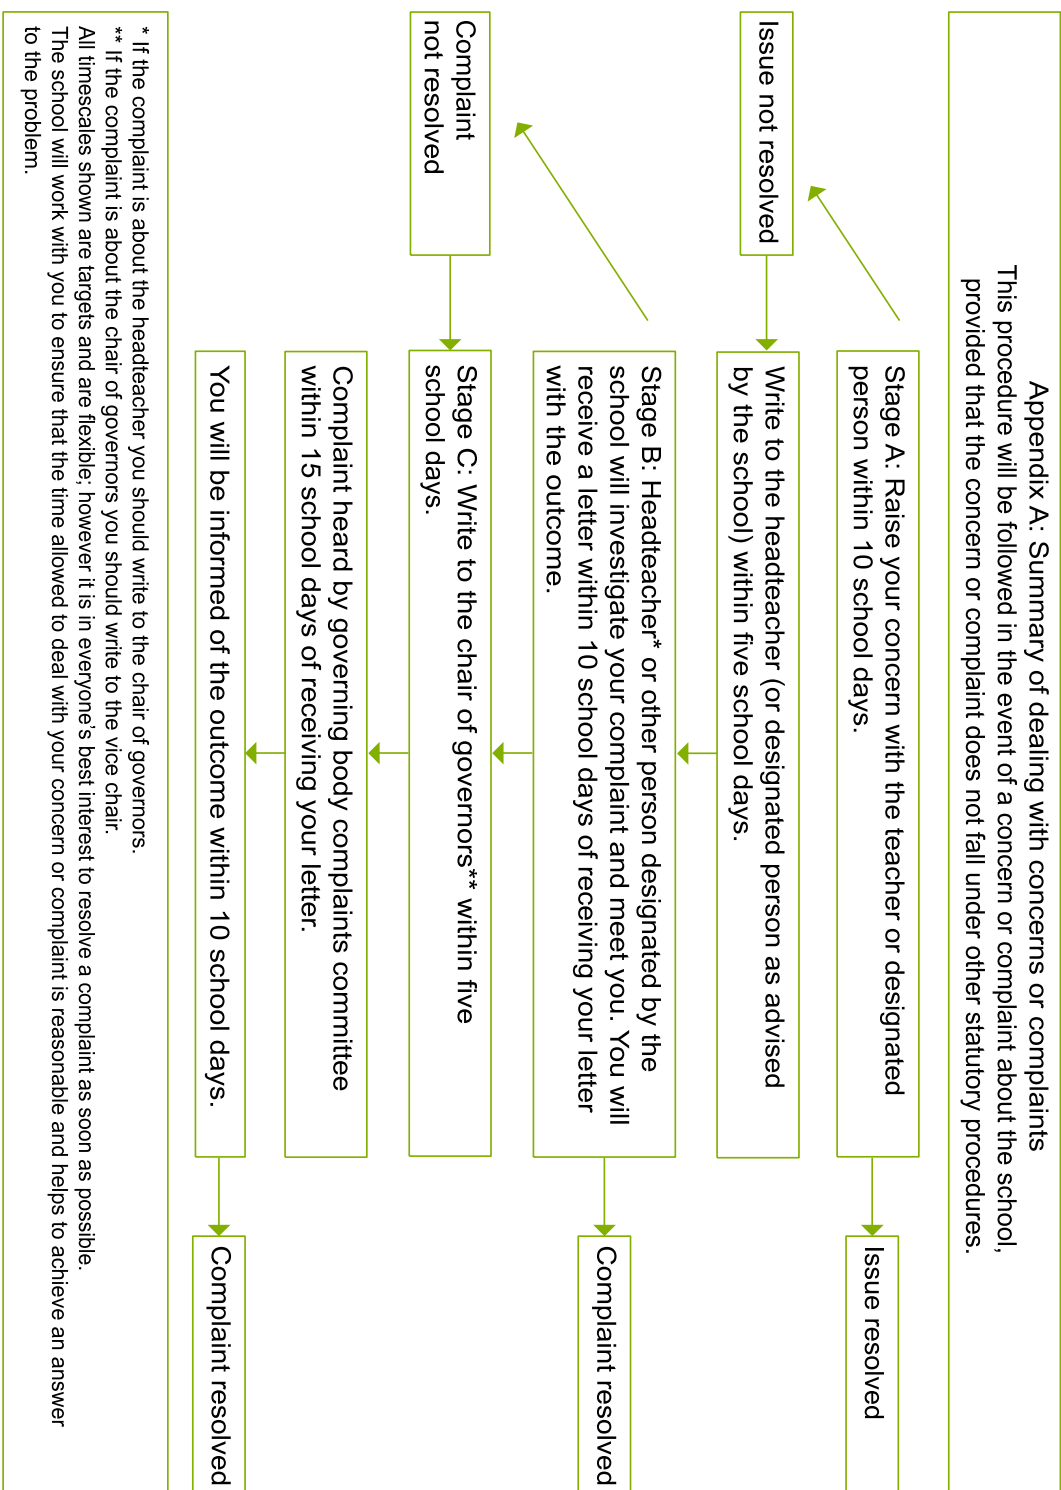 Appendix A: Summary of dealing with concerns or complaints
This procedure will be followed in the event of a concern or complaint about the school,
provided that the concern or complaint does not fall under other statutory procedures.
Stage A: Raise your concern with the teacher or designated
person within 10 school days.
Issue resolved
Issue not resolved
Write to the headteacher (or designated person as advised
by the school) within five school days.
Stage B: Headteacher* or other person designated by the
school will investigate your complaint and meet you. You will
receive a letter within 10 school days of receiving your letter
with the outcome.
Complaint resolved
Complaint
not resolved
Stage C: Write to the chair of governors** within five
school days.
Complaint heard by governing body complaints committee
within 15 school days of receiving your letter.
You will be informed of the outcome within 10 school days.
Complaint resolved
* If the complaint is about the headteacher you should write to the chair of governors.
** If the complaint is about the chair of governors you should write to the vice chair.
All timescales shown are targets and are flexible; however it is in everyone’s best interest to resolve a complaint as soon as possible.
The school will work with you to ensure that the time allowed to deal with your concern or complaint is reasonable and helps to achieve an answer
to the problem.